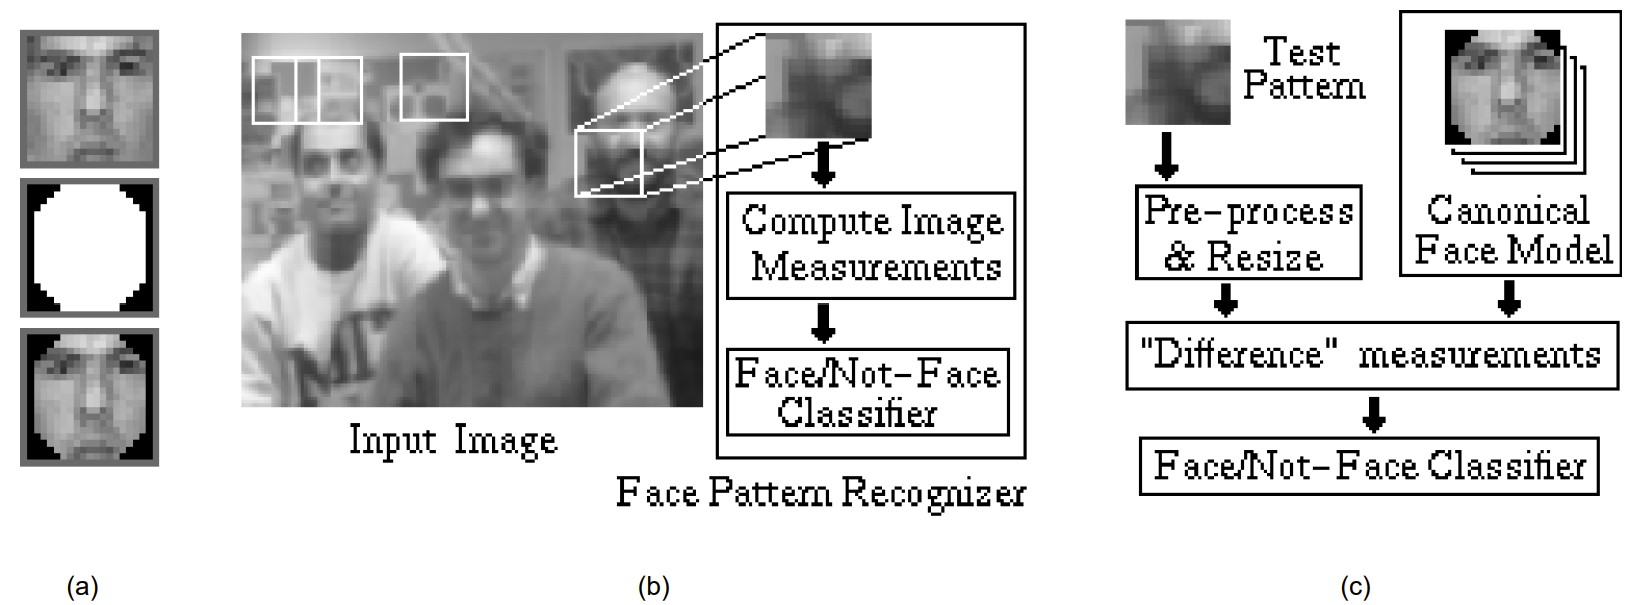 Compute Image
Measurements
Face/Not-Face
Classifier
Input Image
Face Pattern Recognizer
Test
Pattern
Pre-process
& Resize
Canonical
Face Model
"Difference" measurements
Face/Not-Face Classifier
(a)
(b)
(c)